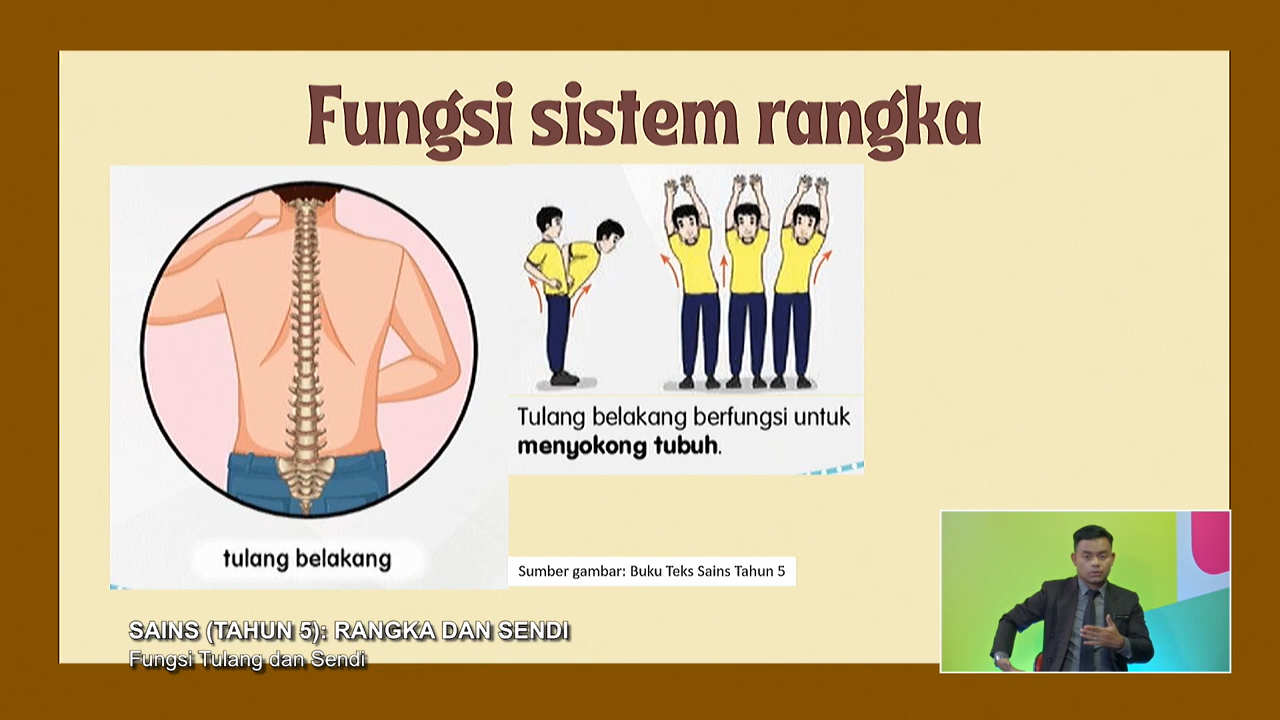 Fungsi sistem rangka
Tulang belakang berfungsi untuk
menyokong tubuh.
tulang belakang
Sumber gambar: Buku Teks Sains Tahun 5
SAINS (TAHUN 5): RANGKA DAN SENDI
Fungsi Tulang dan Sendi